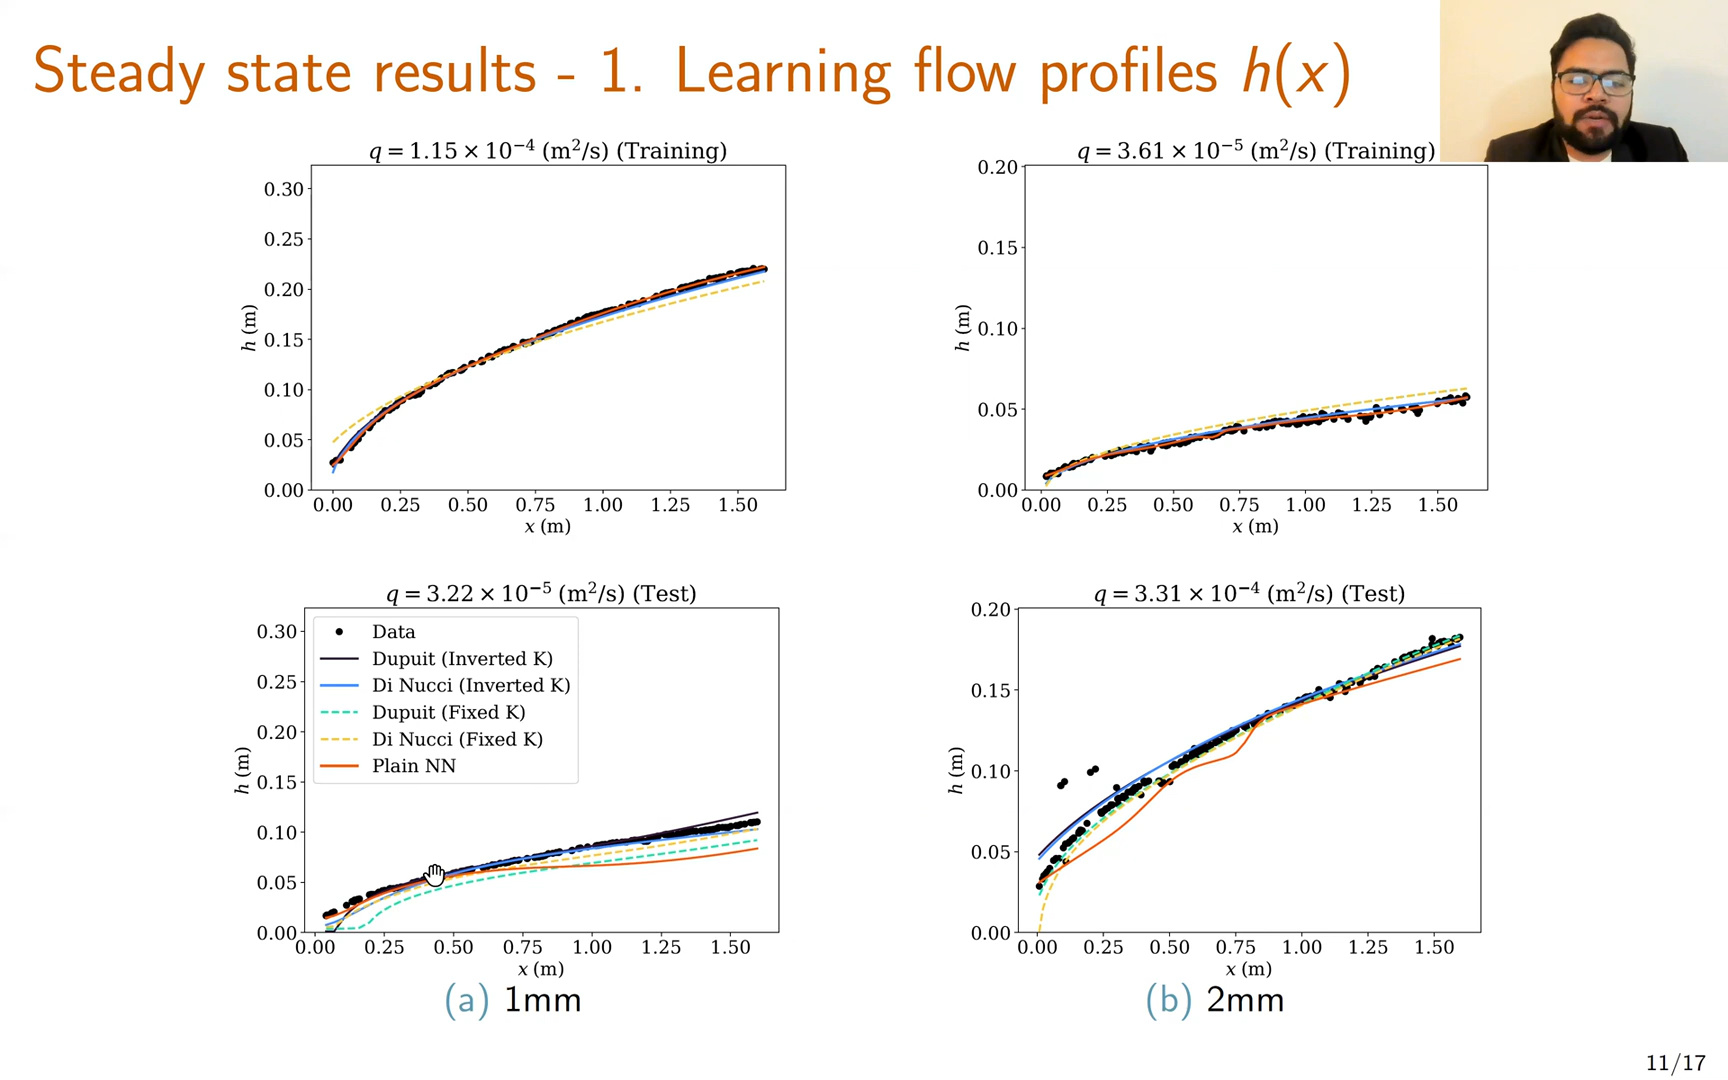 Steady state results - 1. Learning flow profiles h(x)
q = 1.15 × 10⁻⁴ (m²/s) (Training)
0.30
0.25
0.20
0.15
0.10
0.05
0.00
h (m)
0.00 0.25 0.50 0.75 1.00 1.25 1.50
x (m)
q = 3.61 × 10⁻⁵ (m²/s) (Training)
0.20
0.15
0.10
0.05
0.00
h (m)
0.00 0.25 0.50 0.75 1.00 1.25 1.50
x (m)
q = 3.22 × 10⁻⁵ (m²/s) (Test)
0.30
0.25
0.20
0.15
0.10
0.05
0.00
h (m)
Data
Dupuit (Inverted K)
Di Nucci (Inverted K)
Dupuit (Fixed K)
Di Nucci (Fixed K)
Plain NN
0.00 0.25 0.50 0.75 1.00 1.25 1.50
x (m)
(a) 1mm
q = 3.31 × 10⁻⁴ (m²/s) (Test)
0.20
0.15
0.10
0.05
0.00
h (m)
0.00 0.25 0.50 0.75 1.00 1.25 1.50
x (m)
(b) 2mm
11/17